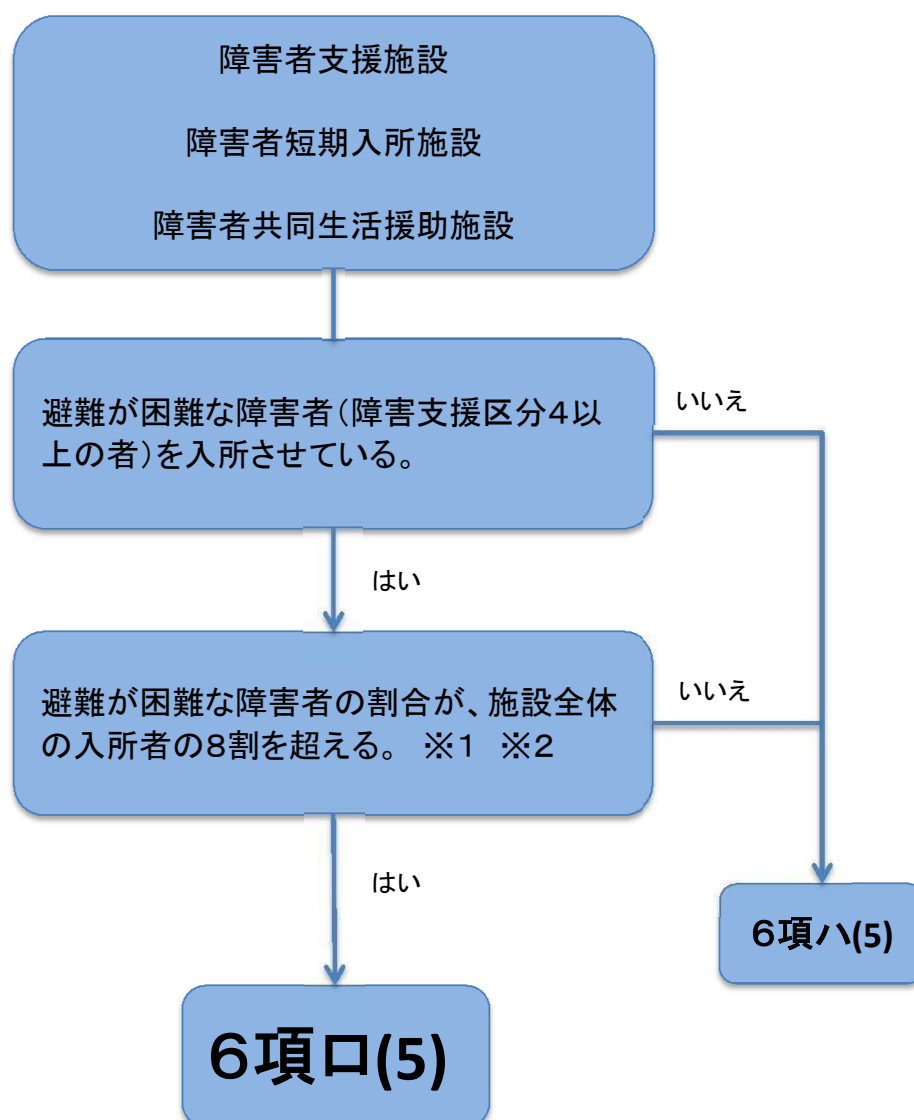 障害者支援施設
障害者短期入所施設
障害者共同生活援助施設
避難が困難な障害者(障害支援区分4以
上の者)を入所させている。
いいえ
はい
避難が困難な障害者の割合が、施設全体
の入所者の8割を超える。 ※1 ※2
いいえ
はい
6項ハ(5)
6項ロ(5)